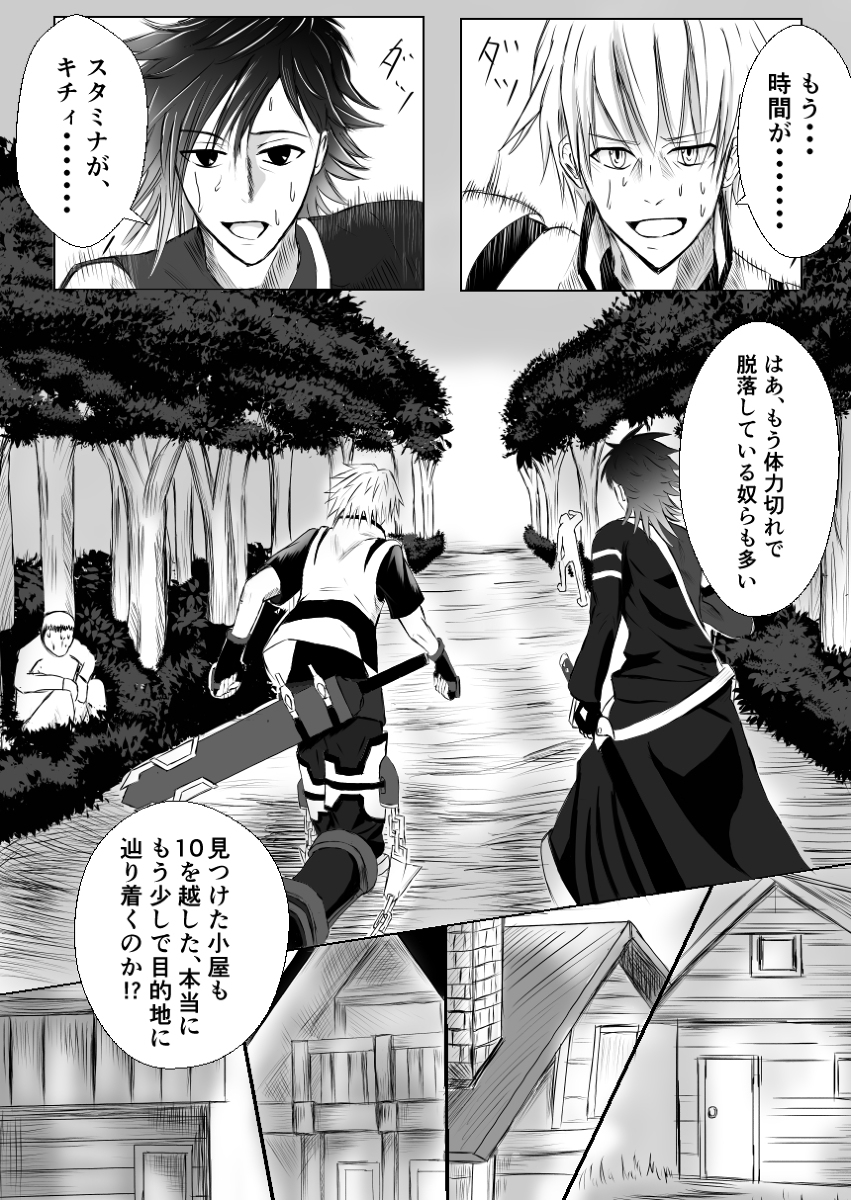 もう・・・
時間が・・・・・・・
ダッ
スタミナが、
キチィ・・・・・・・
ダッ
はあ、もう体力切れで
脱落している奴らも多い
見つけた小屋も
10を越した、本当に
もう少しで目的地に
辿り着くのか!?